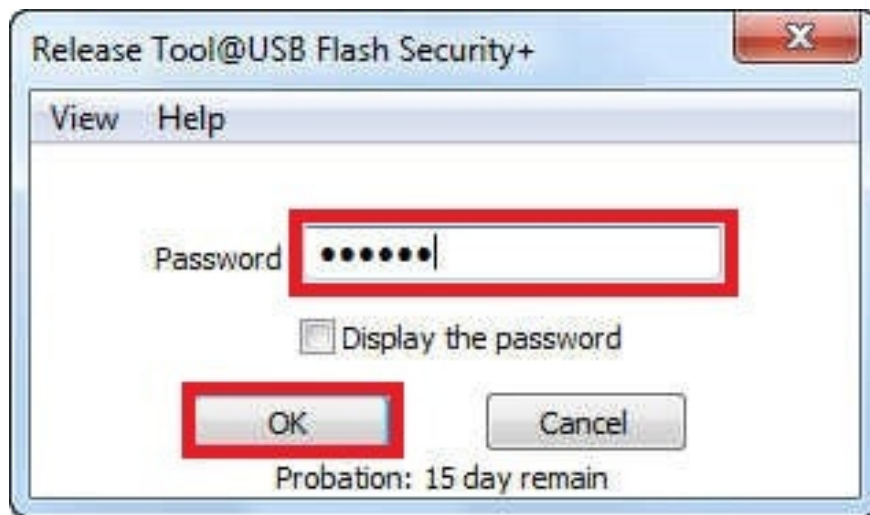 Release Tool@USB Flash Security+
View Help
Password ••••••
Display the password
OK Cancel
Probation: 15 day remain